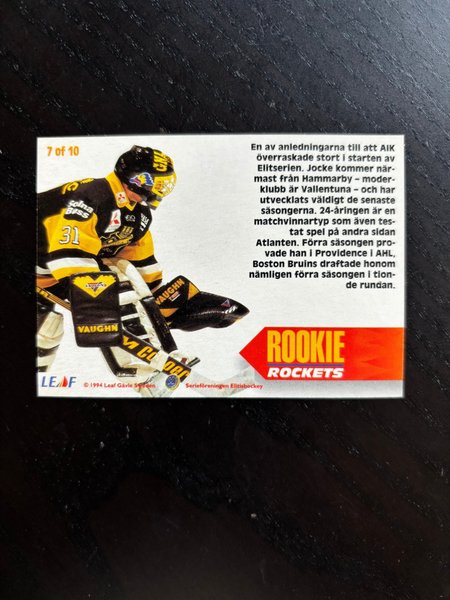 7 of 10
En av anledningarna till att AIK
överraskade stort i starten av
Elitserien. Jocke kommer när-
mast från Hammarby – moder-
klubb är Vallentuna – och har
utvecklats väldigt de senaste
säsongerna. 24-åringen är en
matchvinnartyp som även tes-
tat spel på andra sidan
Atlanten. Förra säsongen pro-
vade han i Providence i AHL,
Boston Bruins draftade honom
nämligen förra säsongen i tion-
de rundan.
Solna
31
VAUGHN
ROOKIE
ROCKETS
LEAF
© 1994 Leaf Gävle Sweden
Serieföreningen Elitishockey